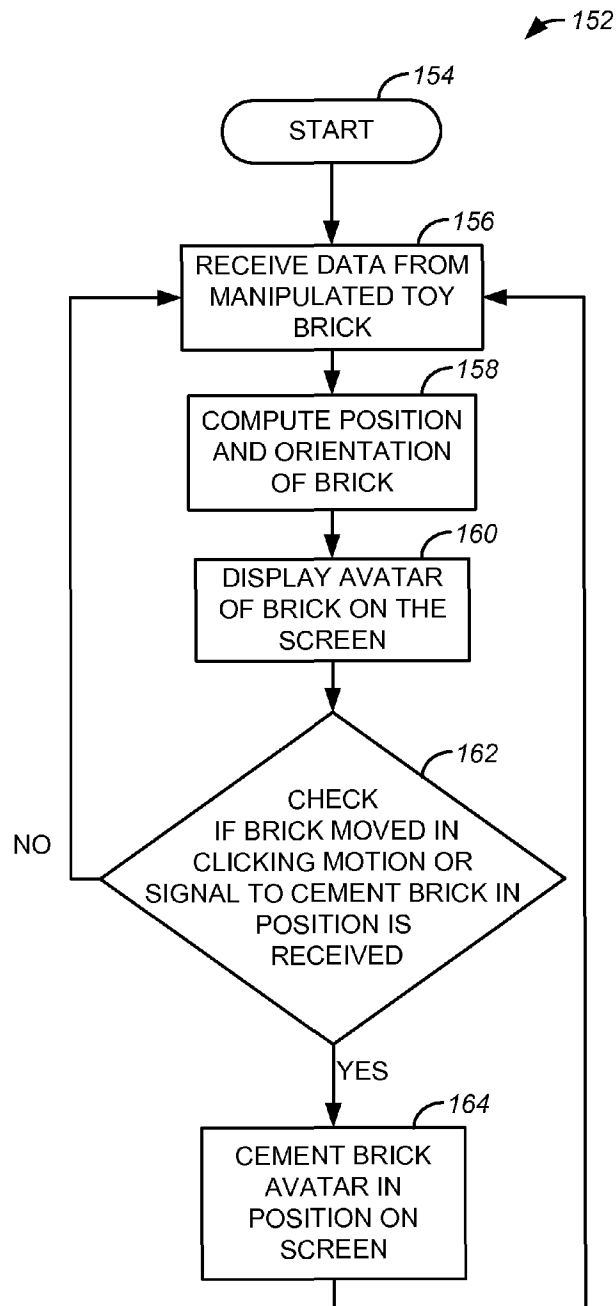 152
154
START
156
RECEIVE DATA FROM
MANIPULATED TOY
BRICK
158
COMPUTE POSITION
AND ORIENTATION
OF BRICK
160
DISPLAY AVATAR
OF BRICK ON THE
SCREEN
162
CHECK
IF BRICK MOVED IN
CLICKING MOTION OR
SIGNAL TO CEMENT BRICK IN
POSITION IS
RECEIVED
NO
YES
164
CEMENT BRICK
AVATAR IN
POSITION ON
SCREEN